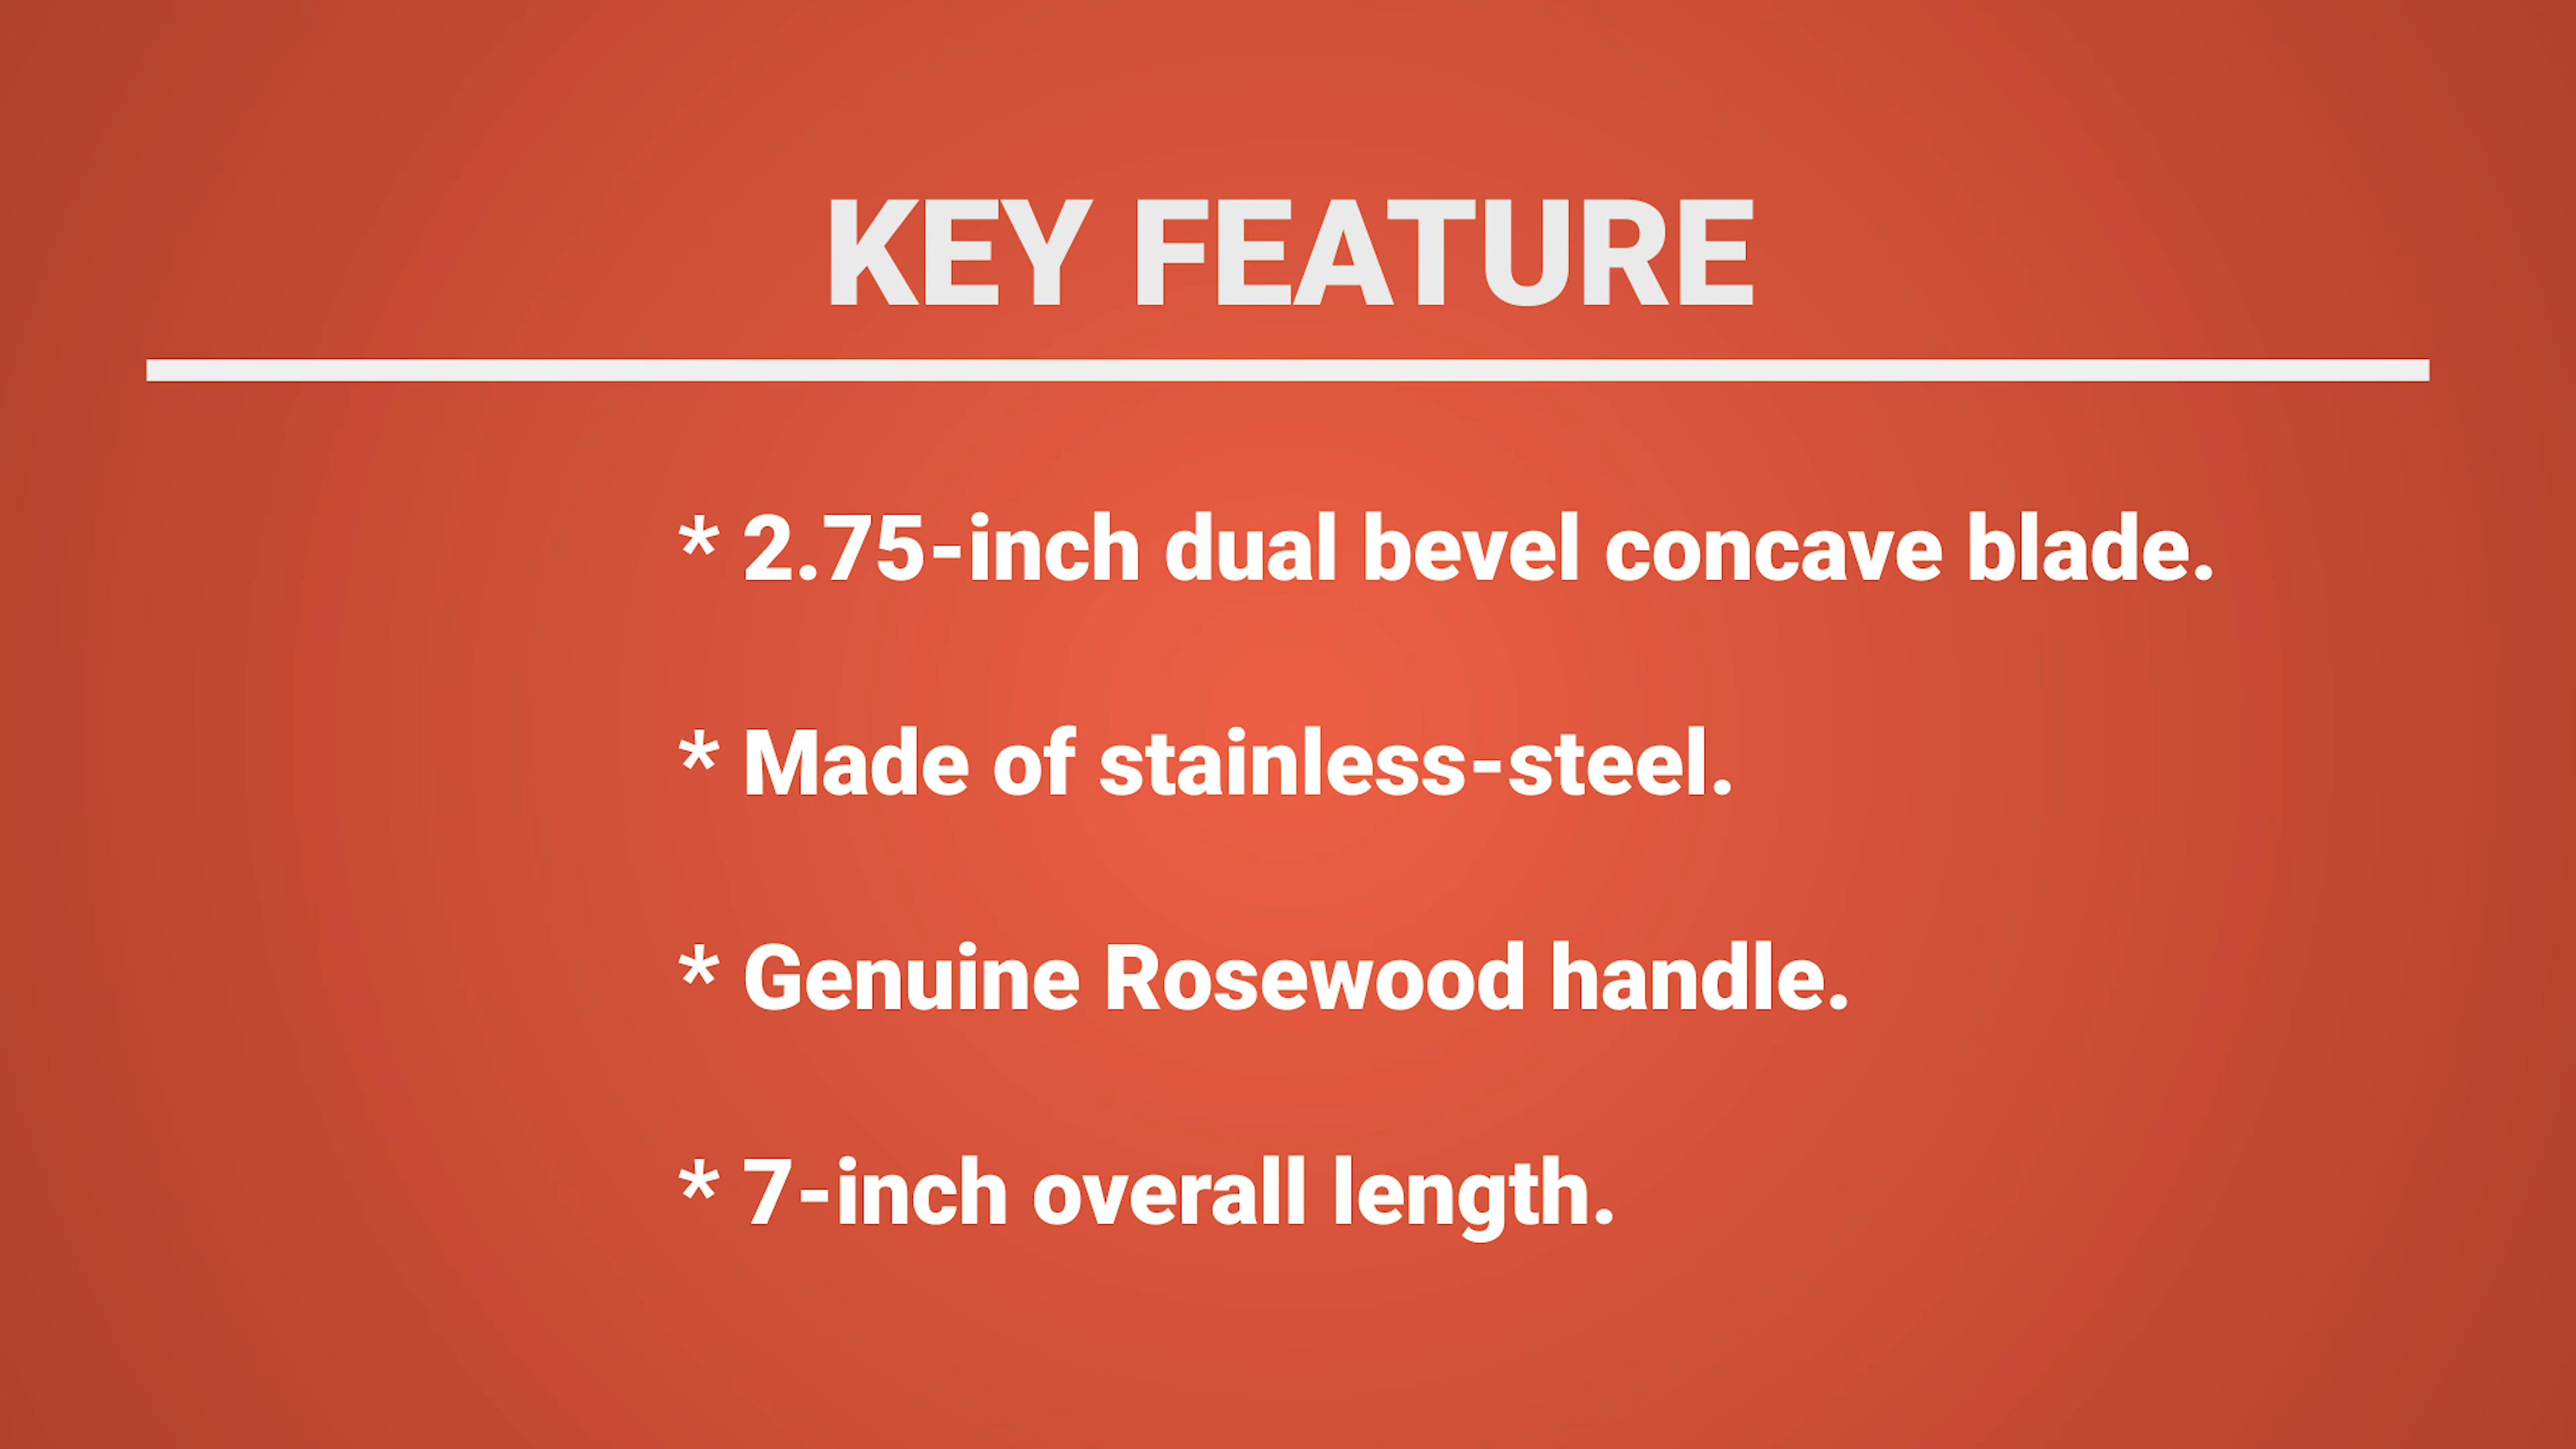 KEY FEATURE
* 2.75-inch dual bevel concave blade.
* Made of stainless-steel.
* Genuine Rosewood handle.
* 7-inch overall length.